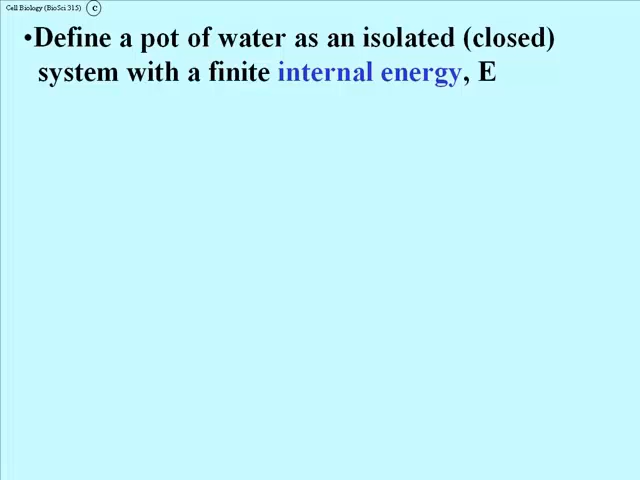 Cell Biology (BioSci 315) C
•Define a pot of water as an isolated (closed)
system with a finite internal energy, E